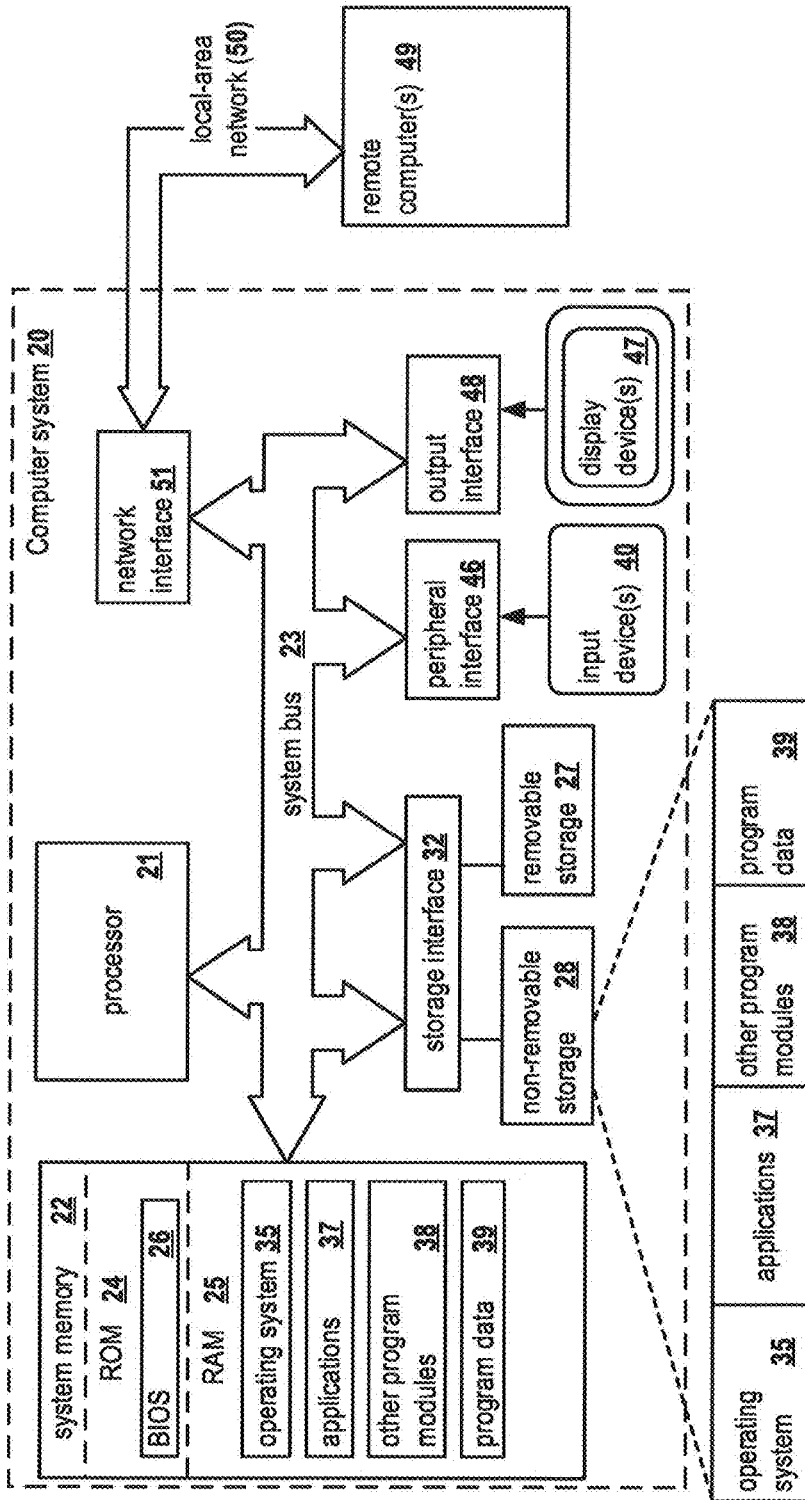 Computer system 20
system memory 22
ROM 24
BIOS 26
RAM 25
operating system 35
applications 37
other program
modules 38
program data 39
processor
21
network
interface 51
local-area
network (50)
remote
computer(s) 49
system bus 23
storage interface 32
non-removable
storage 28
removable
storage 27
peripheral
interface 46
output
interface 48
input
device(s) 40
display
device(s) 47
operating
system 35
applications 37
other program
modules 38
program
data 39